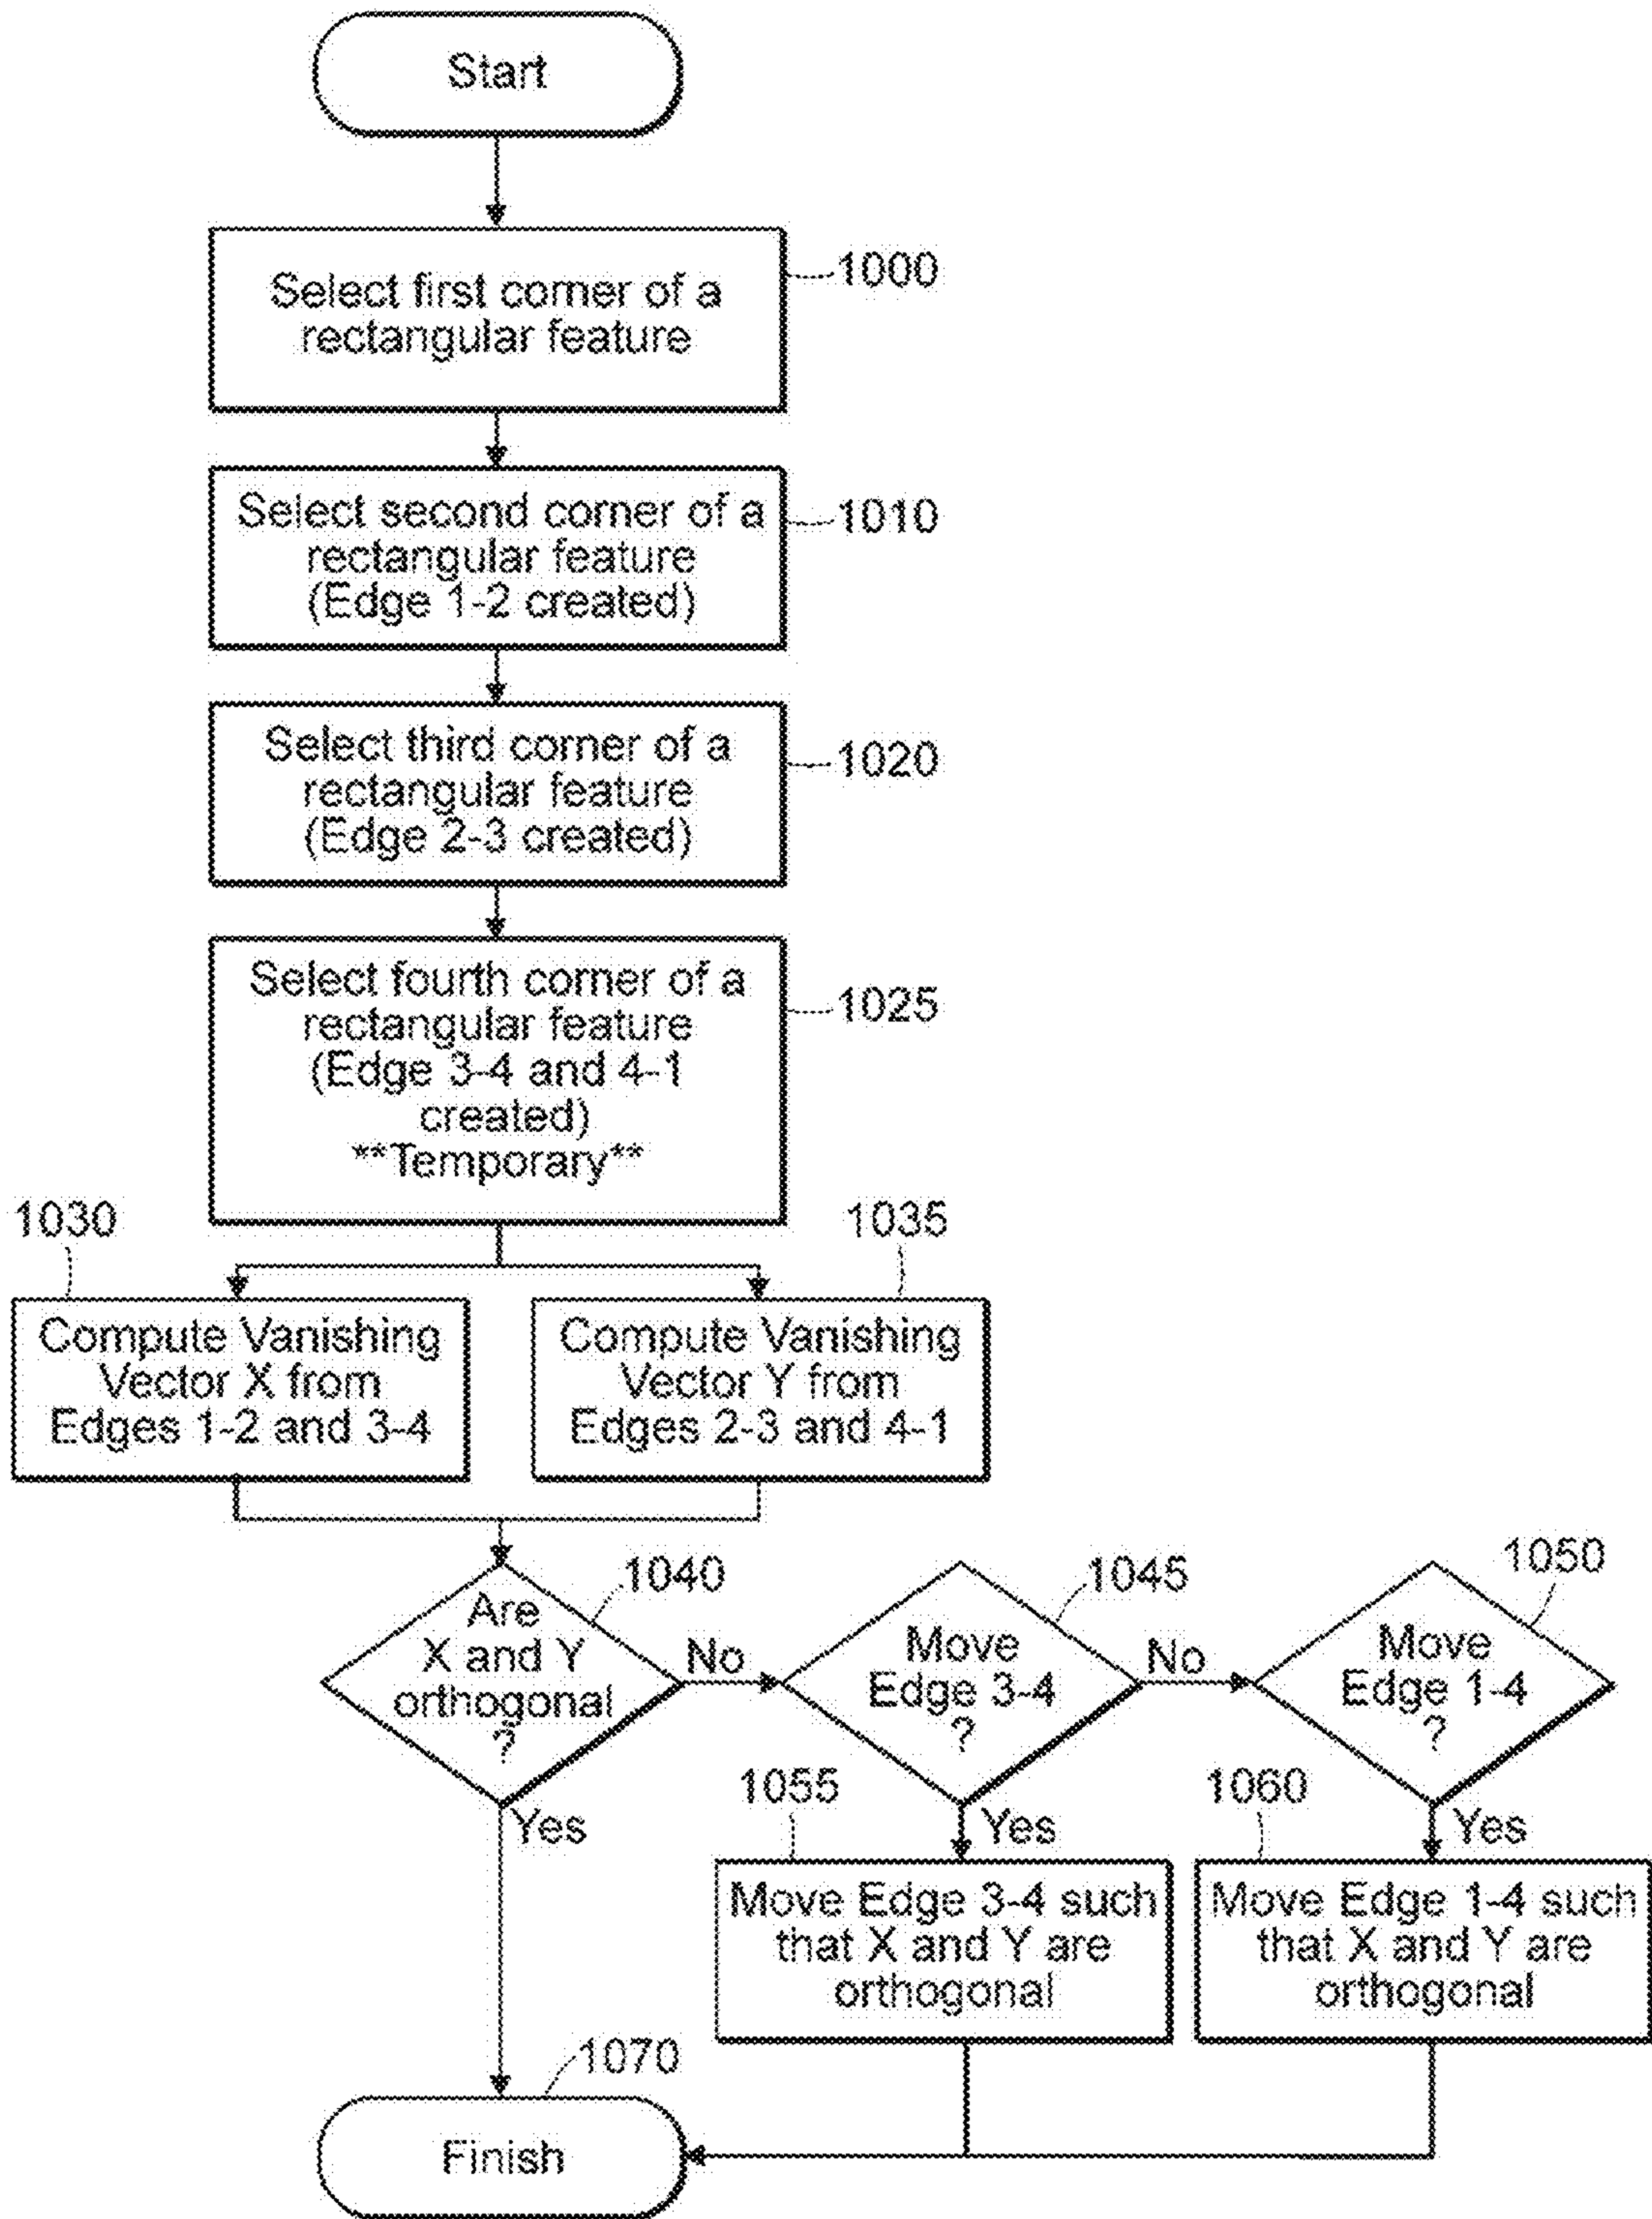 Start
Select first corner of a
rectangular feature
1000
Select second corner of a
rectangular feature
(Edge 1-2 created)
1010
Select third corner of a
rectangular feature
(Edge 2-3 created)
1020
Select fourth corner of a
rectangular feature
(Edge 3-4 and 4-1
created)
**Temporary**
1025
1030
Compute Vanishing
Vector X from
Edges 1-2 and 3-4
1035
Compute Vanishing
Vector Y from
Edges 2-3 and 4-1
1040
Are
X and Y
orthogonal
?
No
Yes
1045
Move
Edge 3-4
?
No
Yes
1050
Move
Edge 1-4
?
Yes
1055
Move Edge 3-4 such
that X and Y are
orthogonal
1060
Move Edge 1-4 such
that X and Y are
orthogonal
1070
Finish